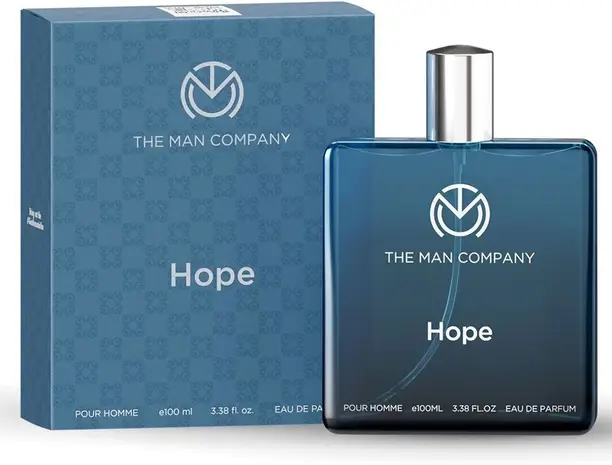 THE MAN COMPANY
Hope
POUR HOMME e100 ml 3.38 fl. oz. EAU DE PA
THE MAN COMPANY
Hope
POUR HOMME e100ML 3.38 FL.OZ EAU DE PARFUM